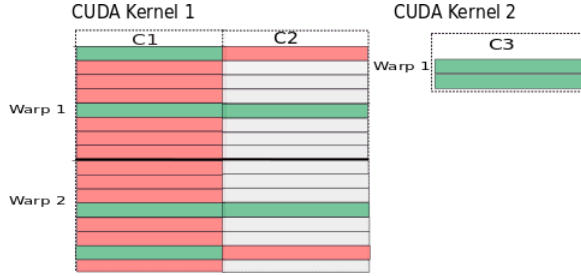 CUDA Kernel 1
CUDA Kernel 2
C1
C2
C3
Warp 1
Warp 1
Warp 2